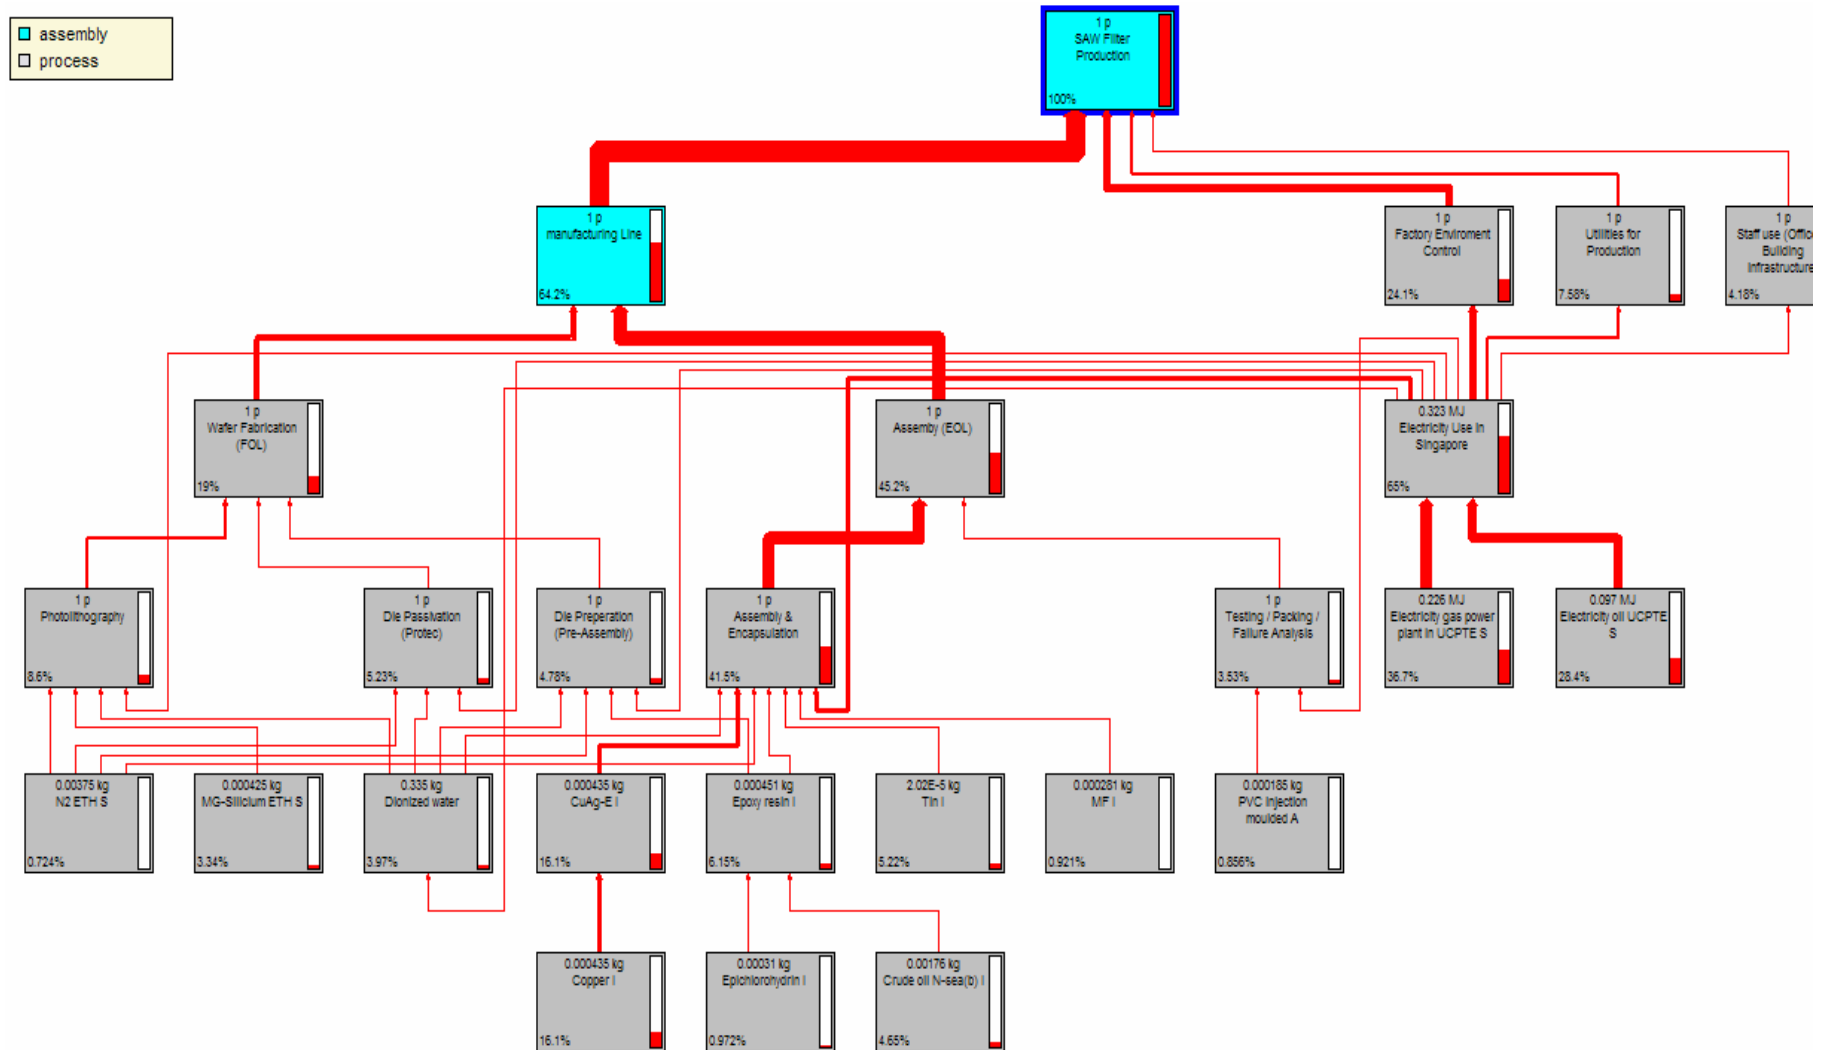 assembly
process
1 p
SAW Filter
Production
100%
1 p
manufacturing Line
64.2%
1 p
Factory Enviroment
Control
24.1%
1 p
Utilities for
Production
7.58%
1 p
Staff use (Offic
Building
Infrastructure
4.18%
1 p
Wafer Fabrication
(FOL)
19%
1 p
Assemby (EOL)
45.2%
0.323 MJ
Electricity Use in
Singapore
65%
1 p
Photolithography
8.6%
1 p
Die Passivation
(Protec)
5.23%
1 p
Die Preperation
(Pre-Assembly)
4.78%
1 p
Assembly &
Encapsulation
41.5%
1 p
Testing / Packing /
Failure Analysis
3.53%
0.226 MJ
Electricity gas power
plant in UCPTE S
36.7%
0.097 MJ
Electricity oil UCPTE
S
28.4%
0.00375 kg
N2 ETH S
0.724%
0.000425 kg
MG-Silicium ETH S
3.34%
0.335 kg
Dionized water
3.97%
0.000435 kg
CuAg-E I
16.1%
0.000451 kg
Epoxy resin I
6.15%
2.02E-5 kg
Tin I
5.22%
0.000281 kg
MF I
0.921%
0.000185 kg
PVC injection
moulded A
0.856%
0.000435 kg
Copper I
16.1%
0.00031 kg
Epichlorohydrin I
0.972%
0.00176 kg
Crude oil N-sea(b) I
4.65%